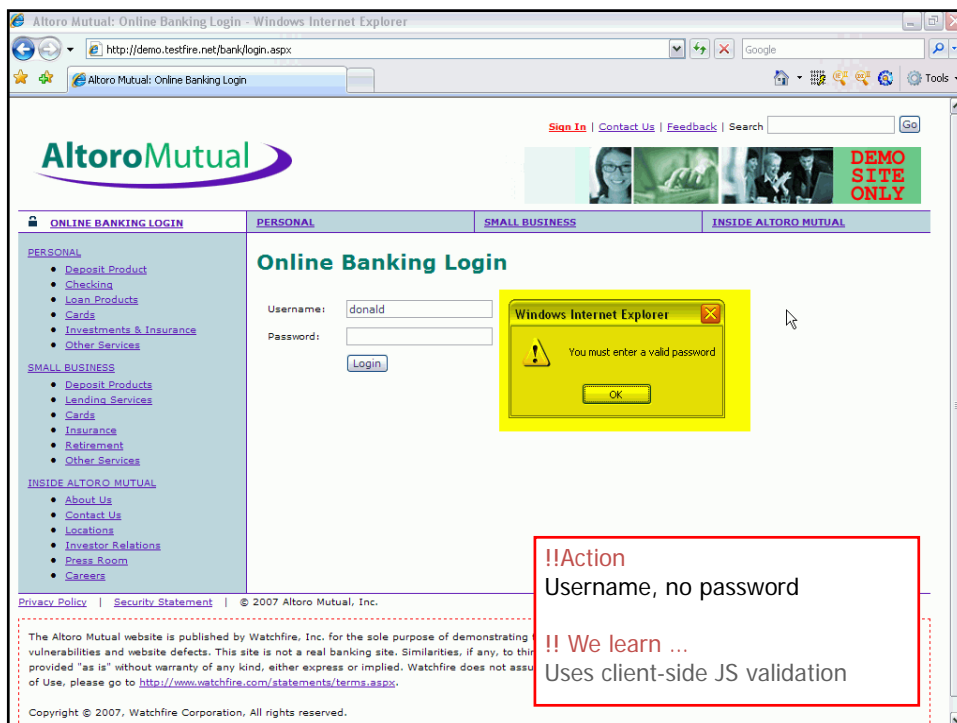 Altoro Mutual: Online Banking Login - Windows Internet Explorer
http://demo.testfire.net/bank/login.aspx
Google
Altoro Mutual: Online Banking Login
Tools
Sign In | Contact Us | Feedback | Search
Go
AltoroMutual
DEMO
SITE
ONLY
ONLINE BANKING LOGIN
PERSONAL
SMALL BUSINESS
INSIDE ALTORO MUTUAL
PERSONAL
Deposit Product
Checking
Loan Products
Cards
Investments & Insurance
Other Services
SMALL BUSINESS
Deposit Products
Lending Services
Cards
Insurance
Retirement
Other Services
INSIDE ALTORO MUTUAL
About Us
Contact Us
Locations
Investor Relations
Press Room
Careers
Online Banking Login
Username: donald
Password:
Login
Windows Internet Explorer
You must enter a valid password
OK
!!Action
Username, no password
!! We learn ...
Uses client-side JS validation
Privacy Policy | Security Statement | © 2007 Altoro Mutual, Inc.
The Altoro Mutual website is published by Watchfire, Inc. for the sole purpose of demonstrating
vulnerabilities and website defects. This site is not a real banking site. Similarities, if any, to
provided "as is" without warranty of any kind, either express or implied. Watchfire does not
of Use, please go to http://www.watchfire.com/statements/terms.aspx.
Copyright © 2007, Watchfire Corporation, All rights reserved.